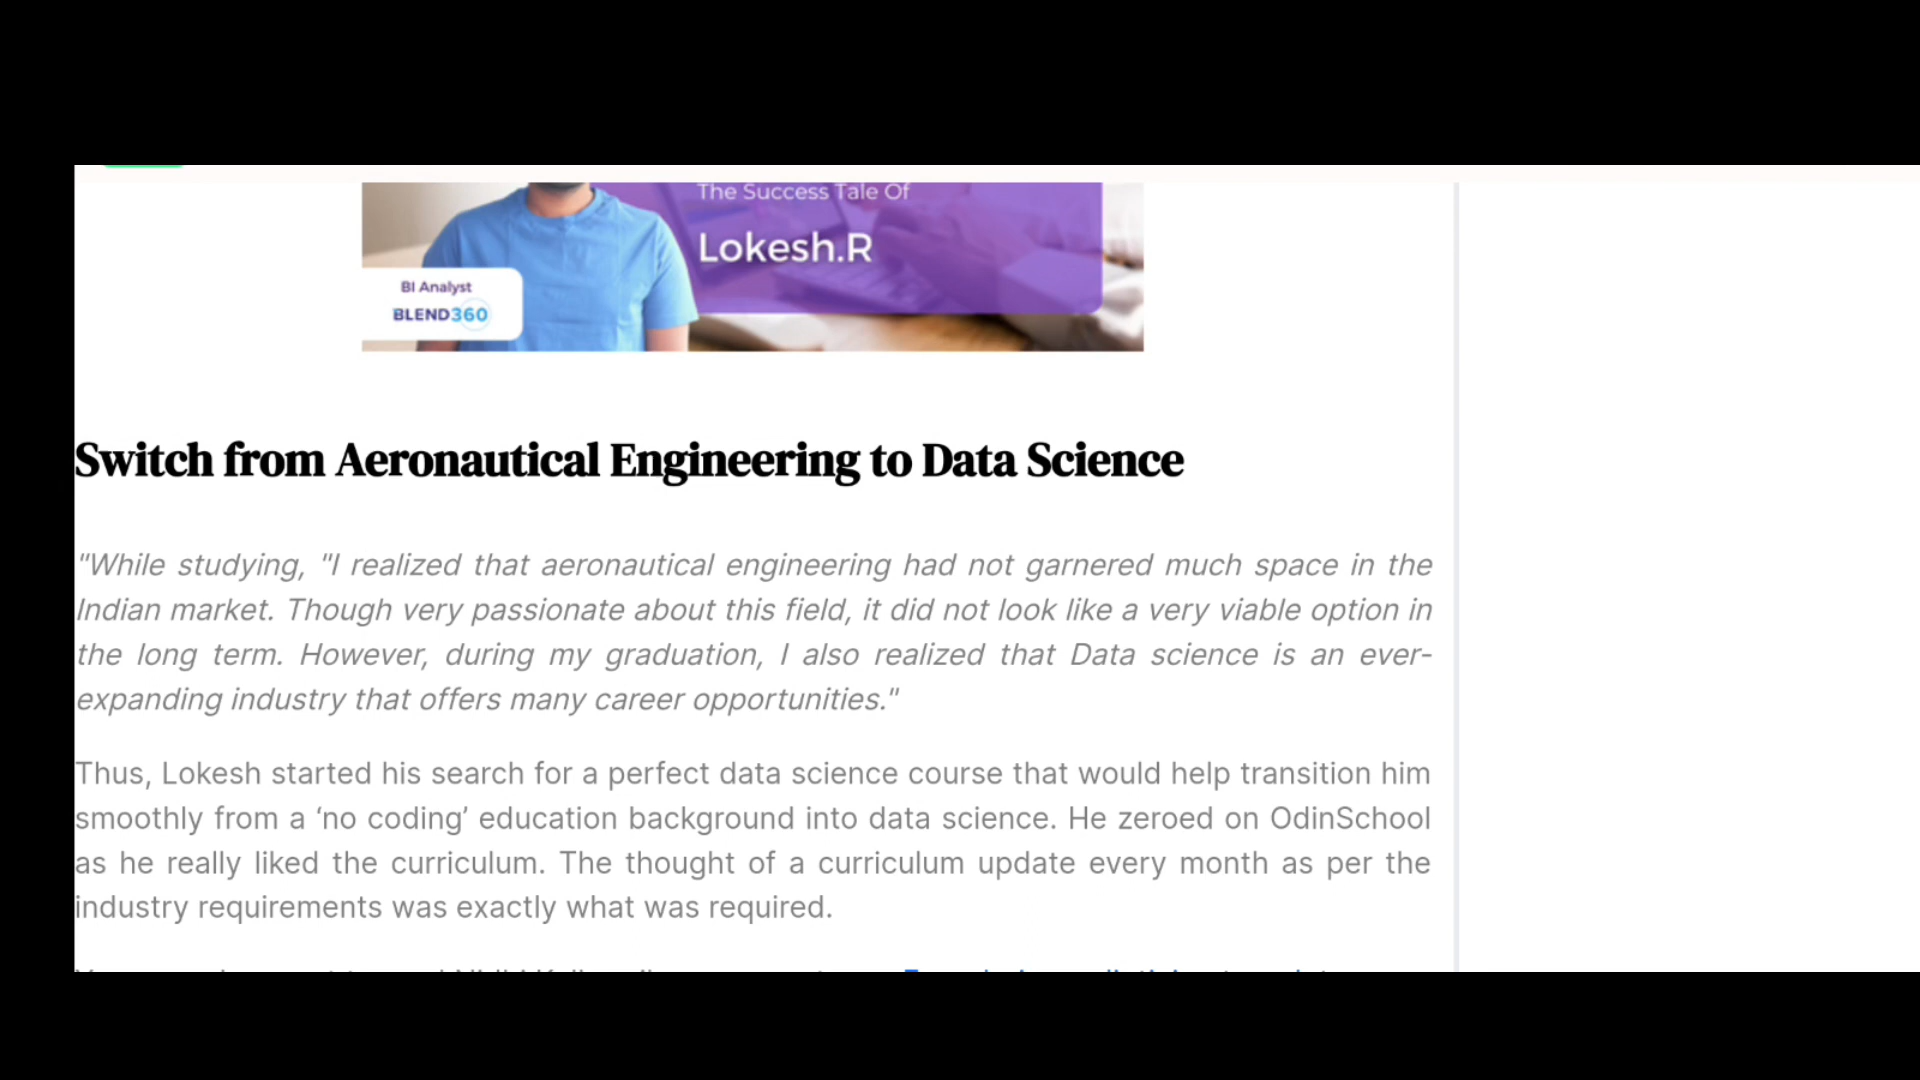 The Success Tale Of
Lokesh.R
BI Analyst
BLEND360
Switch from Aeronautical Engineering to Data Science
"While studying, "I realized that aeronautical engineering had not garnered much space in the
Indian market. Though very passionate about this field, it did not look like a very viable option in
the long term. However, during my graduation, I also realized that Data science is an ever-
expanding industry that offers many career opportunities."
Thus, Lokesh started his search for a perfect data science course that would help transition him
smoothly from a ‘no coding’ education background into data science. He zeroed on OdinSchool
as he really liked the curriculum. The thought of a curriculum update every month as per the
industry requirements was exactly what was required.